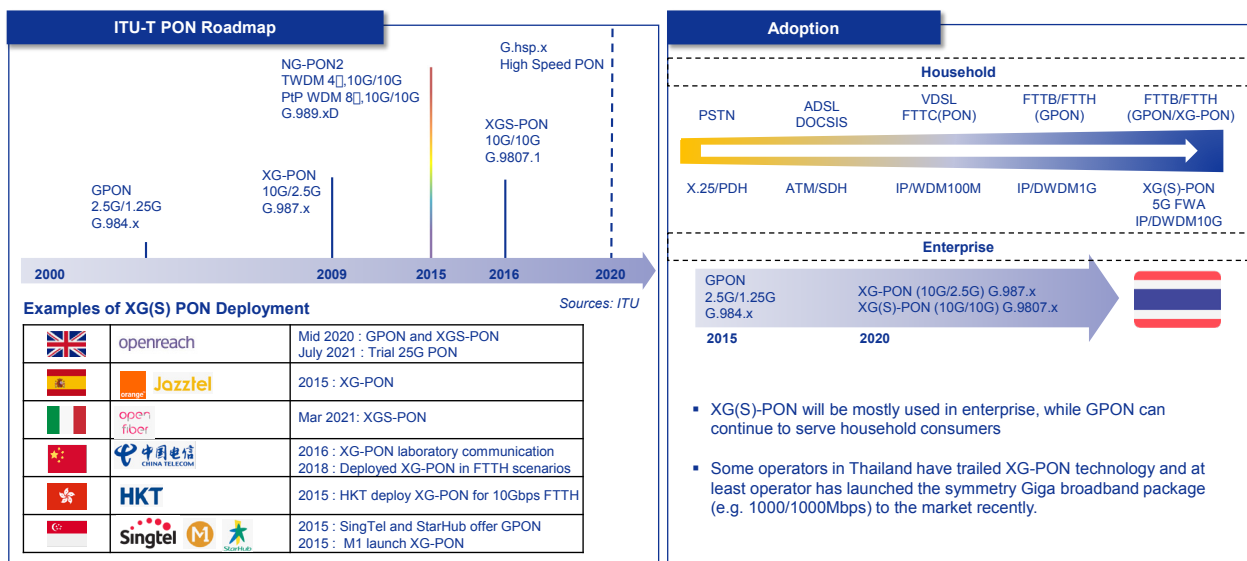 ITU-T PON Roadmap
G.hsp.x
High Speed PON
NG-PON2
TWDM 4▯,10G/10G
PtP WDM 8▯,10G/10G
G.989.xD
XGS-PON
10G/10G
G.9807.1
XG-PON
10G/2.5G
G.987.x
GPON
2.5G/1.25G
G.984.x
2000
2009
2015
2016
2020
Sources: ITU
Examples of XG(S) PON Deployment
openreach
Mid 2020 : GPON and XGS-PON
July 2021 : Trial 25G PON
orange
Jazztel
2015 : XG-PON
open
fiber
Mar 2021: XGS-PON
中国电信
CHINA TELECOM
2016 : XG-PON laboratory communication
2018 : Deployed XG-PON in FTTH scenarios
HKT
2015 : HKT deploy XG-PON for 10Gbps FTTH
Singtel
M1
StarHub
2015 : SingTel and StarHub offer GPON
2015 :  M1 launch XG-PON
Adoption
Household
PSTN
ADSL
DOCSIS
VDSL
FTTC(PON)
FTTB/FTTH
(GPON)
FTTB/FTTH
(GPON/XG-PON)
X.25/PDH
ATM/SDH
IP/WDM100M
IP/DWDM1G
XG(S)-PON
5G FWA
IP/DWDM10G
Enterprise
GPON
2.5G/1.25G
G.984.x
XG-PON (10G/2.5G) G.987.x
XG(S)-PON (10G/10G) G.9807.x
2015
2020
▪ XG(S)-PON will be mostly used in enterprise, while GPON can
continue to serve household consumers
▪ Some operators in Thailand have trailed XG-PON technology and at
least operator has launched the symmetry Giga broadband package
(e.g. 1000/1000Mbps) to the market recently.